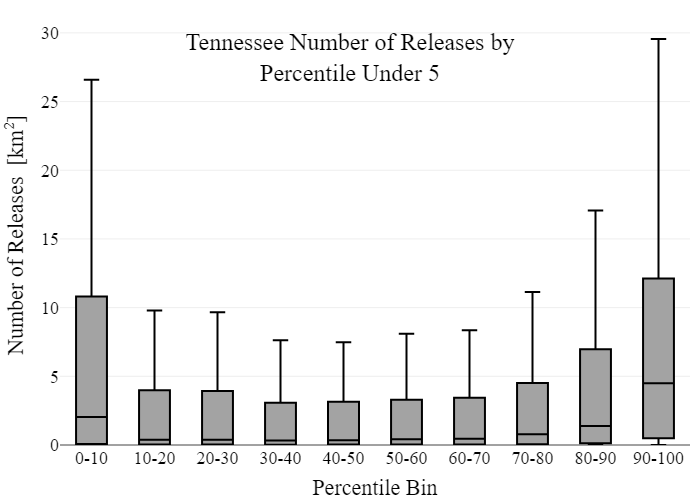 Tennessee Number of Releases by
Percentile Under 5
Number of Releases [km²]
30
25
20
15
10
5
0
0-10 10-20 20-30 30-40 40-50 50-60 60-70 70-80 80-90 90-100
Percentile Bin